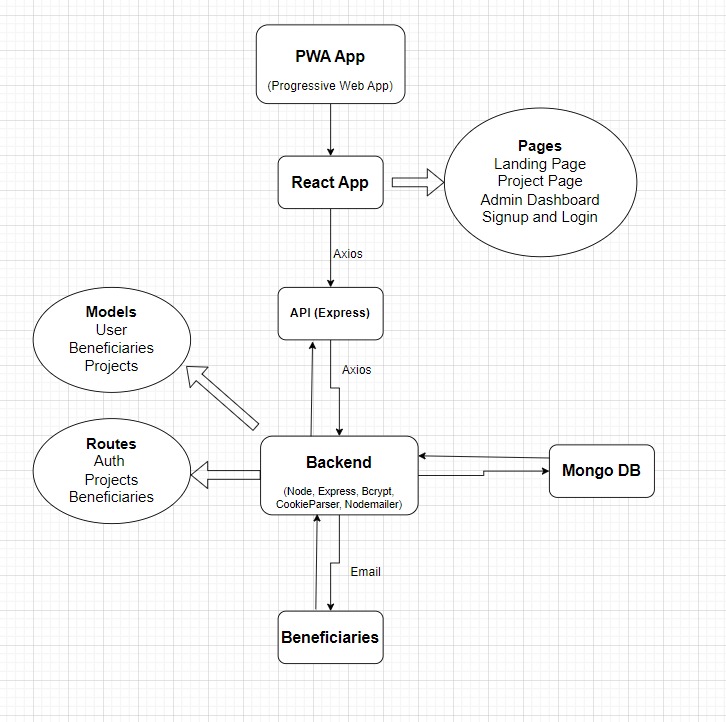 PWA App
(Progressive Web App)
Pages
Landing Page
Project Page
Admin Dashboard
Signup and Login
React App
Axios
API (Express)
Models
User
Beneficiaries
Projects
Axios
Routes
Auth
Projects
Beneficiaries
Backend
(Node, Express, Bcrypt,
CookieParser, Nodemailer)
Mongo DB
Email
Beneficiaries